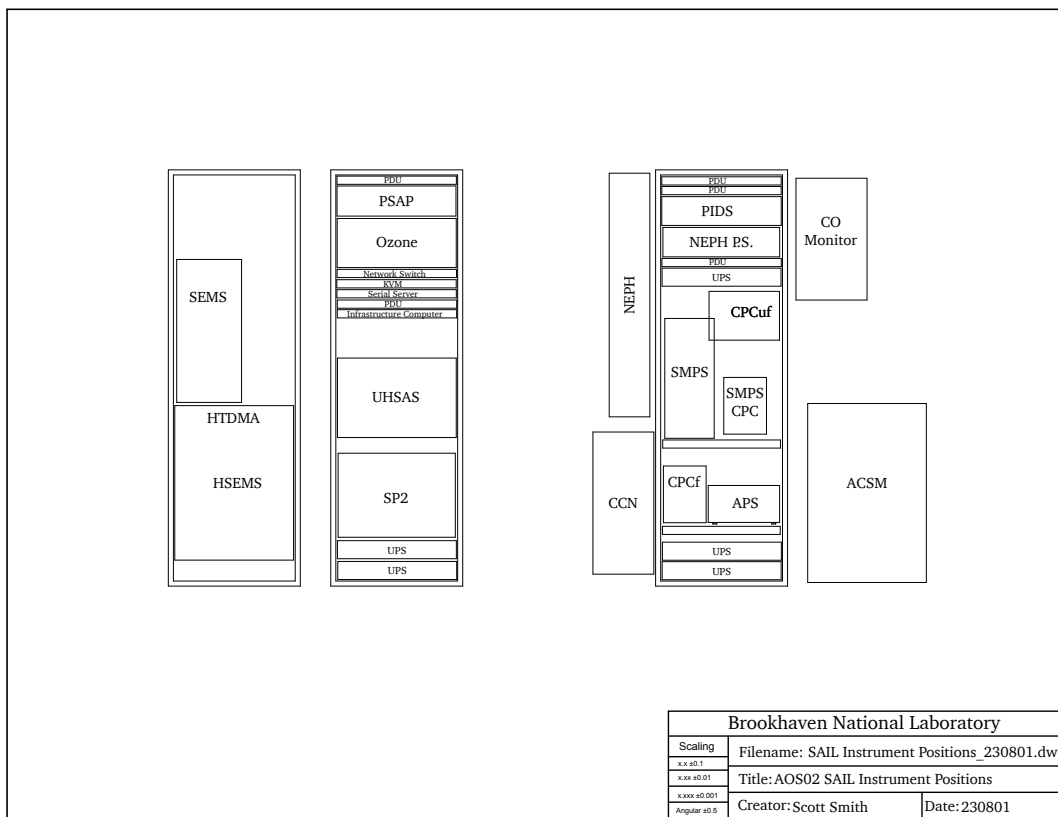 SEMS
HTDMA
HSEMS
PDU
PSAP
Ozone
Network Switch
KVM
Serial Server
PDU
Infrastructure Computer
UHSAS
SP2
UPS
UPS
NEPH
CCN
PDU
PDU
PIDS
NEPH P.S.
PDU
UPS
CPCuf
SMPS
SMPS
CPC
CPCf
APS
UPS
UPS
CO
Monitor
ACSM
Brookhaven National Laboratory
Scaling
x.x ±0.1
x.xx ±0.01
x.xxx ±0.001
Angular ±0.5
Filename: SAIL Instrument Positions_230801.dw
Title: AOS02 SAIL Instrument Positions
Creator: Scott Smith
Date: 230801